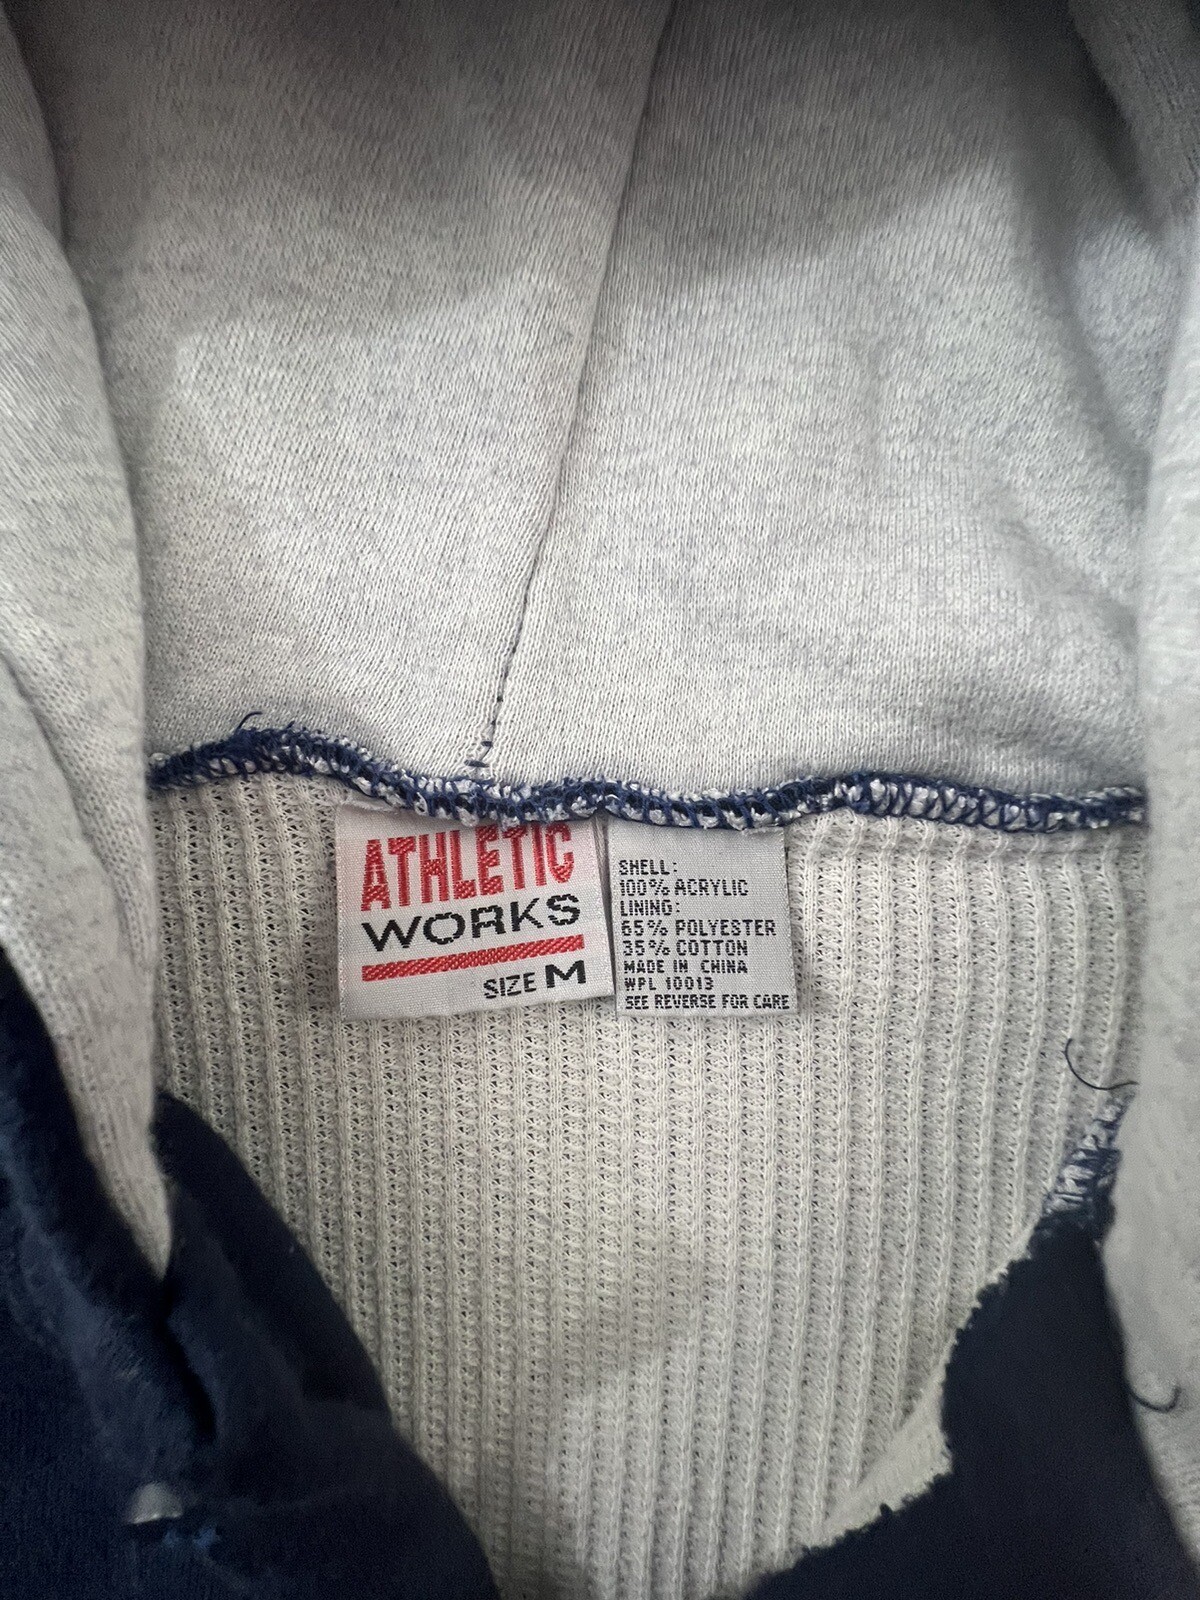 ATHLETIC
WORKS
SIZE M
SHELL:
100% ACRYLIC
LINING:
65% POLYESTER
35% COTTON
MADE IN CHINA
WPL 10013
SEE REVERSE FOR CARE